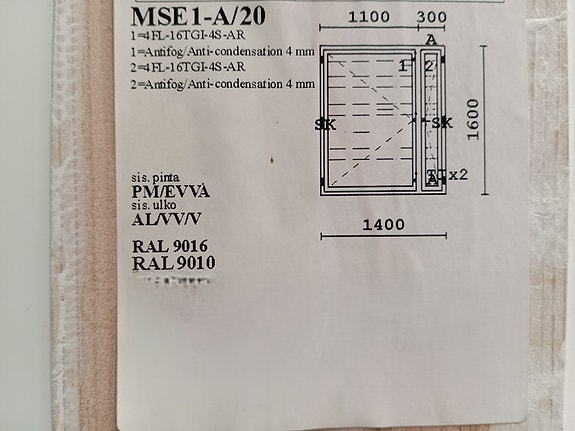 MSE1-A/20
1=4FL-16TGI-4S-AR
1=Antifog/Anti-condensation 4 mm
2=4FL-16TGI-4S-AR
2=Antifog/Anti-condensation 4 mm
1100 300
A
1 2
SK SK
1600
x2
A
1400
sis. pinta
PM/EVVA
sis. ulko
AL/VV/V
RAL 9016
RAL 9010